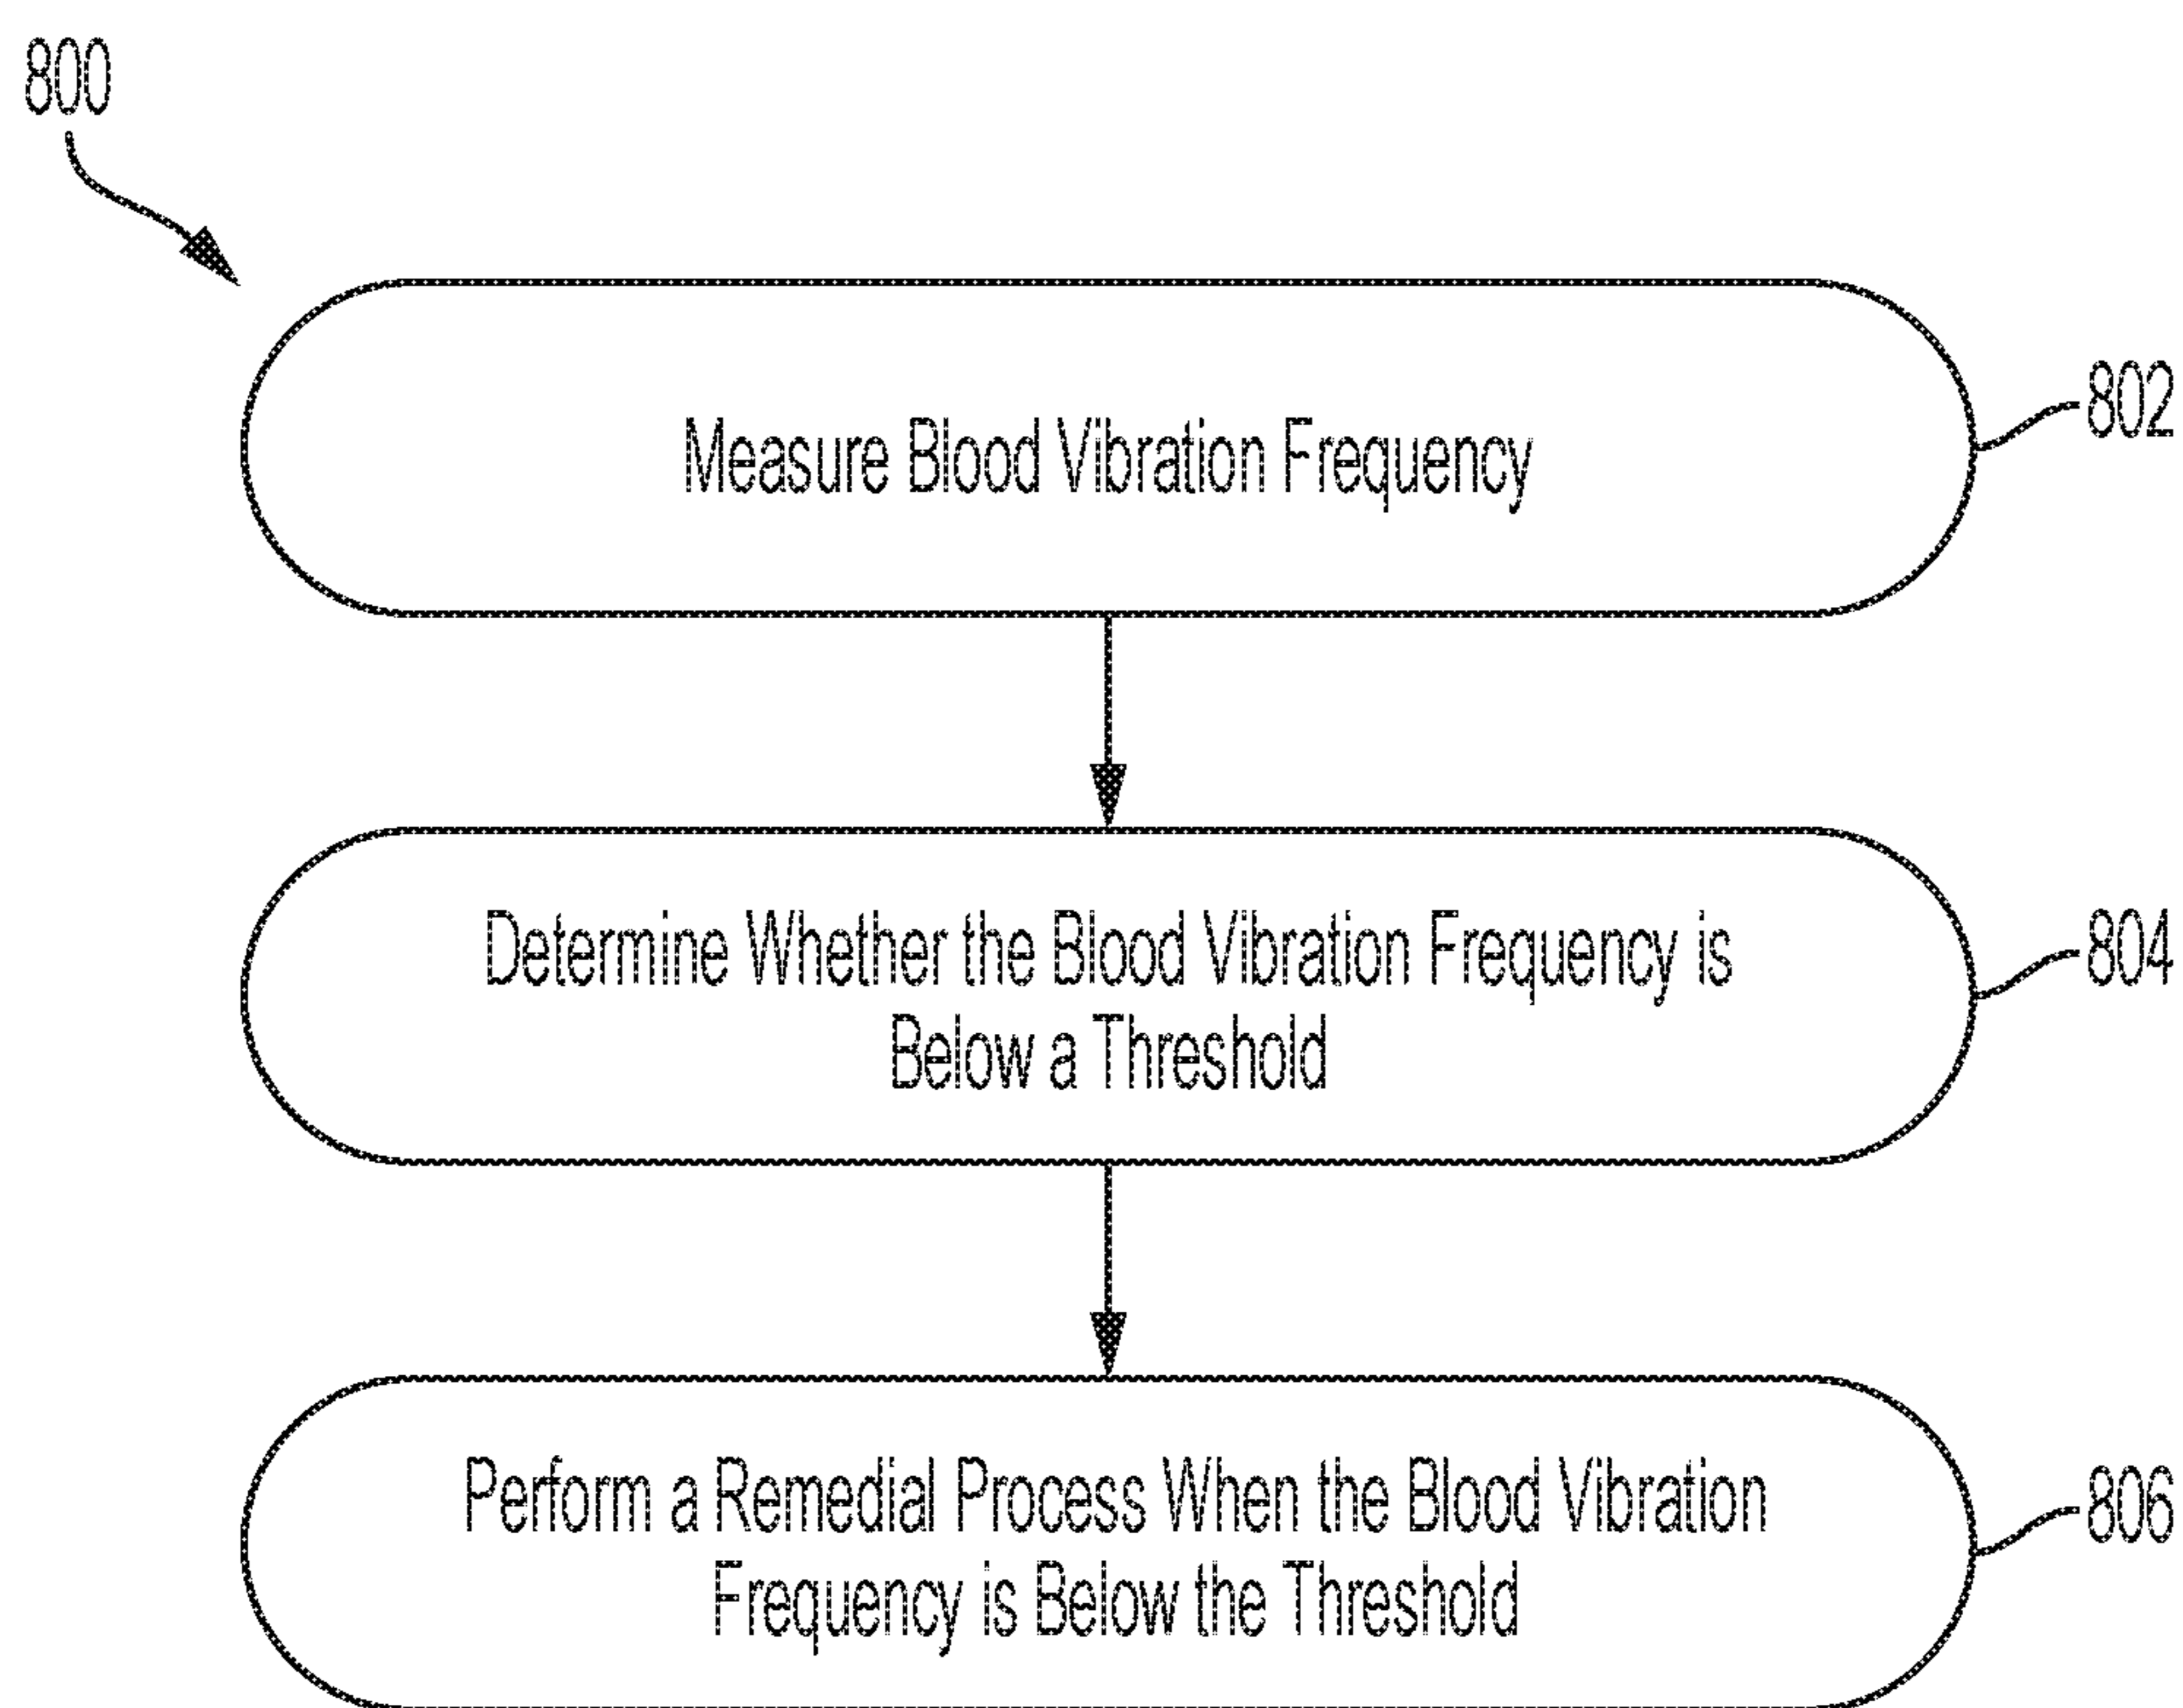 800
Measure Blood Vibration Frequency
802
Determine Whether the Blood Vibration Frequency is
Below a Threshold
804
Perform a Remedial Process When the Blood Vibration
Frequency is Below the Threshold
806